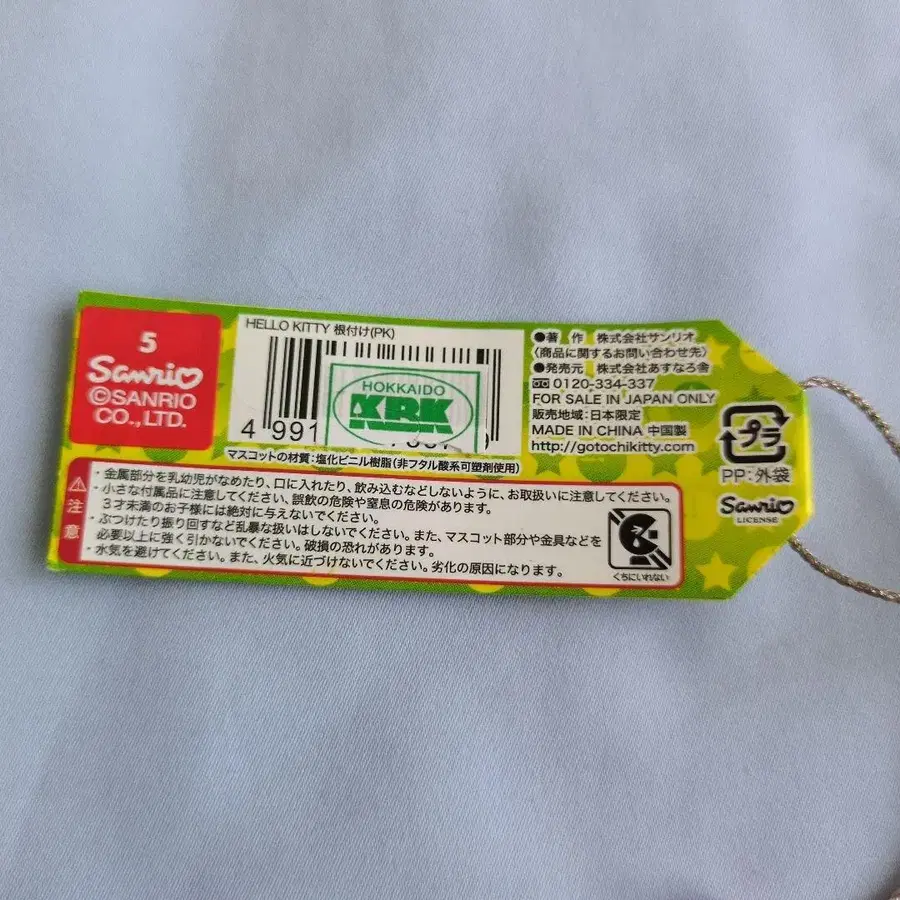 5
Sanrio
©SANRIO
CO.,LTD.
HELLO KITTY 根付け(PK)
HOKKAIDO
KRK
4 991
マスコットの材質:塩化ビニル樹脂(非フタル酸系可塑剤使用)
●著 作 株式会社サンリオ
〈商品に関するお問い合わせ先〉
●発売元 株式会社あすなろ舎
0120-334-337
FOR SALE IN JAPAN ONLY
販売地域:日本限定
MADE IN CHINA 中国製
http://gotochikitty.com
プラ
PP:外袋
Sanrio
LICENSE
注意
・金属部分を乳幼児がなめたり、口に入れたり、飲み込むなどしないように、お取扱いに注意してください。
・小さな付属品に注意してください、誤飲の危険や窒息の危険があります。
3才未満のお子様には絶対に与えないでください。
・ぶつけたり振り回すなど乱暴な扱いはしないでください。また、マスコット部分や金具などを
必要以上に強く引かないでください。破損の恐れがあります。
・水気を避けてください。また、火気に近づけないでください。劣化の原因になります。
くちにいれない